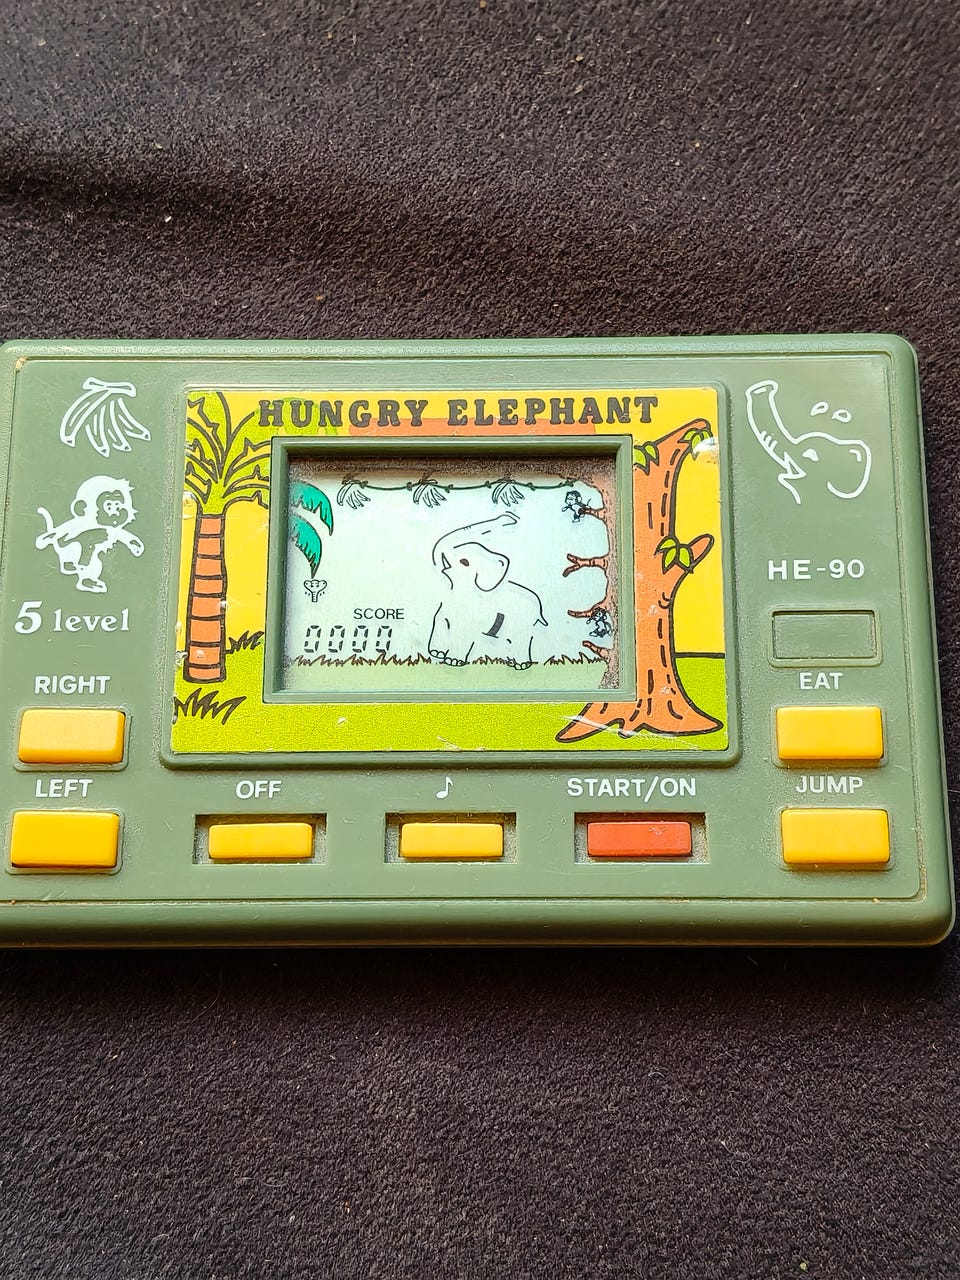 HUNGRY ELEPHANT
HE-90
5 level
SCORE
0000
RIGHT
EAT
LEFT
OFF
♪
START/ON
JUMP